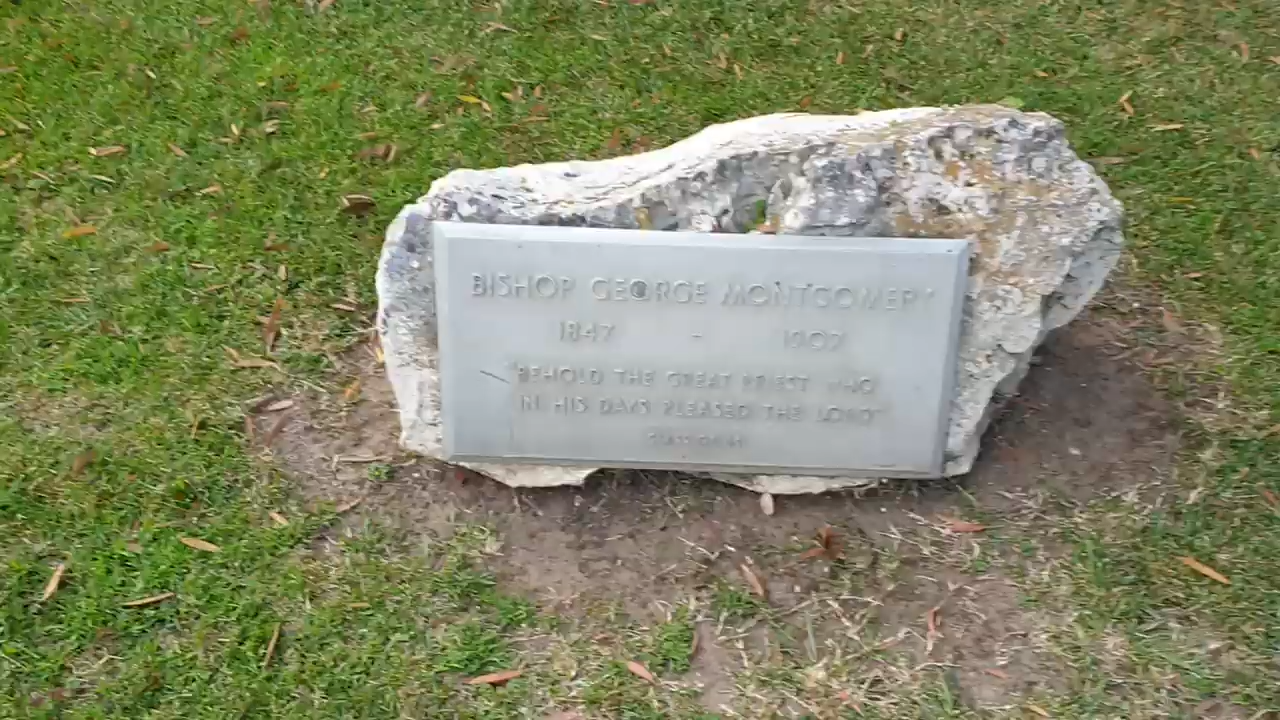 BISHOP GEORGE MONTGOMERY
1847 - 1907
"BEHOLD THE GREAT PRIEST WHO
IN HIS DAYS PLEASED THE LORD"